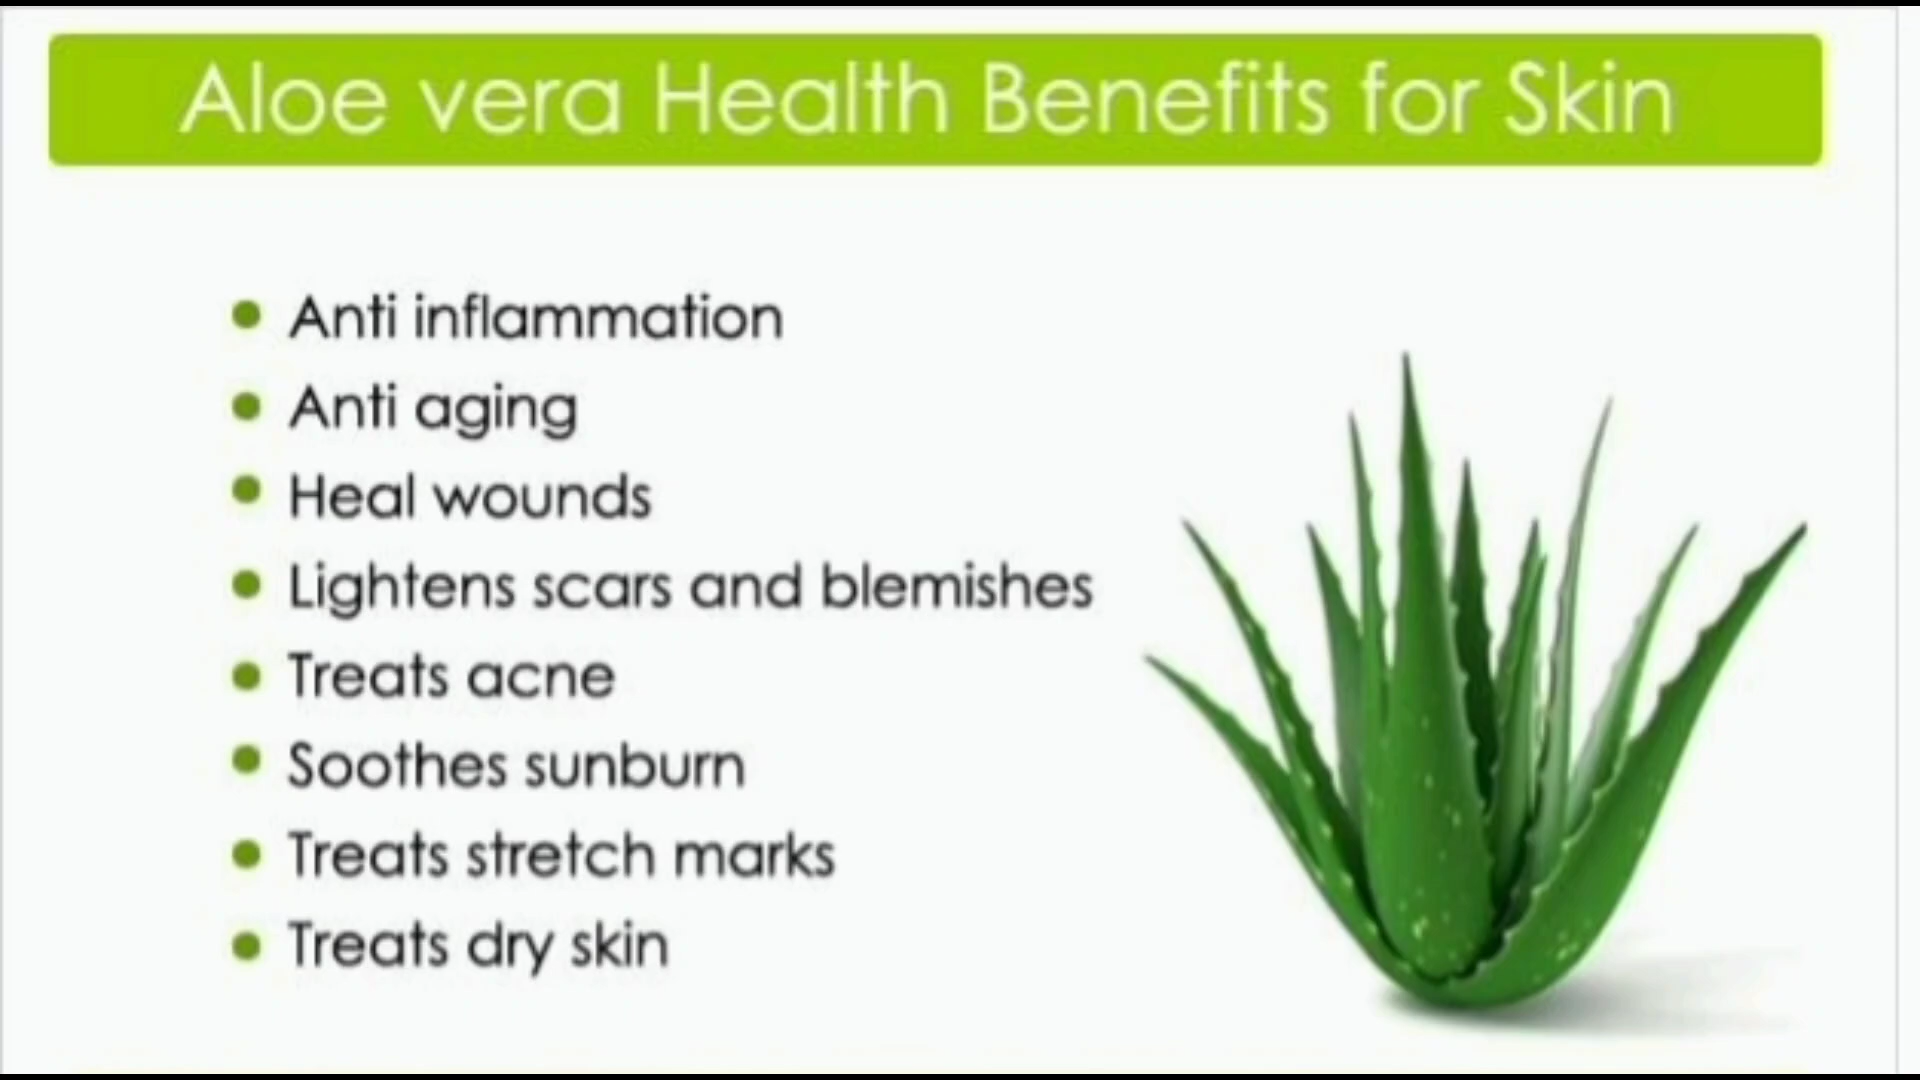 Aloe vera Health Benefits for Skin
Anti inflammation
Anti aging
Heal wounds
Lightens scars and blemishes
Treats acne
Soothes sunburn
Treats stretch marks
Treats dry skin